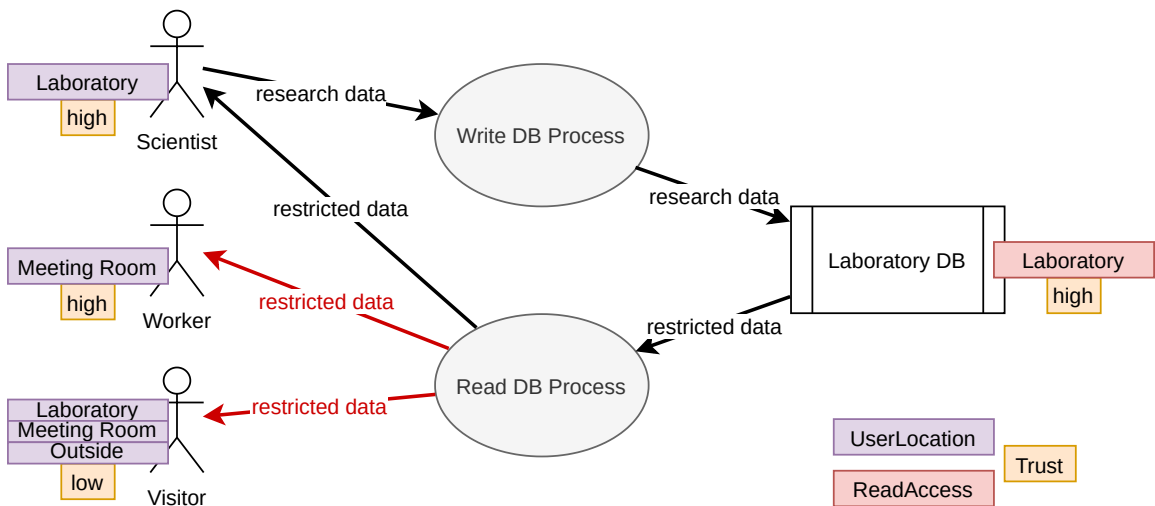 Laboratory
high
Scientist
research data
Write DB Process
research data
restricted data
Meeting Room
high
Worker
restricted data
Laboratory DB
Laboratory
high
restricted data
Read DB Process
Laboratory
Meeting Room
Outside
low
Visitor
restricted data
UserLocation
Trust
ReadAccess